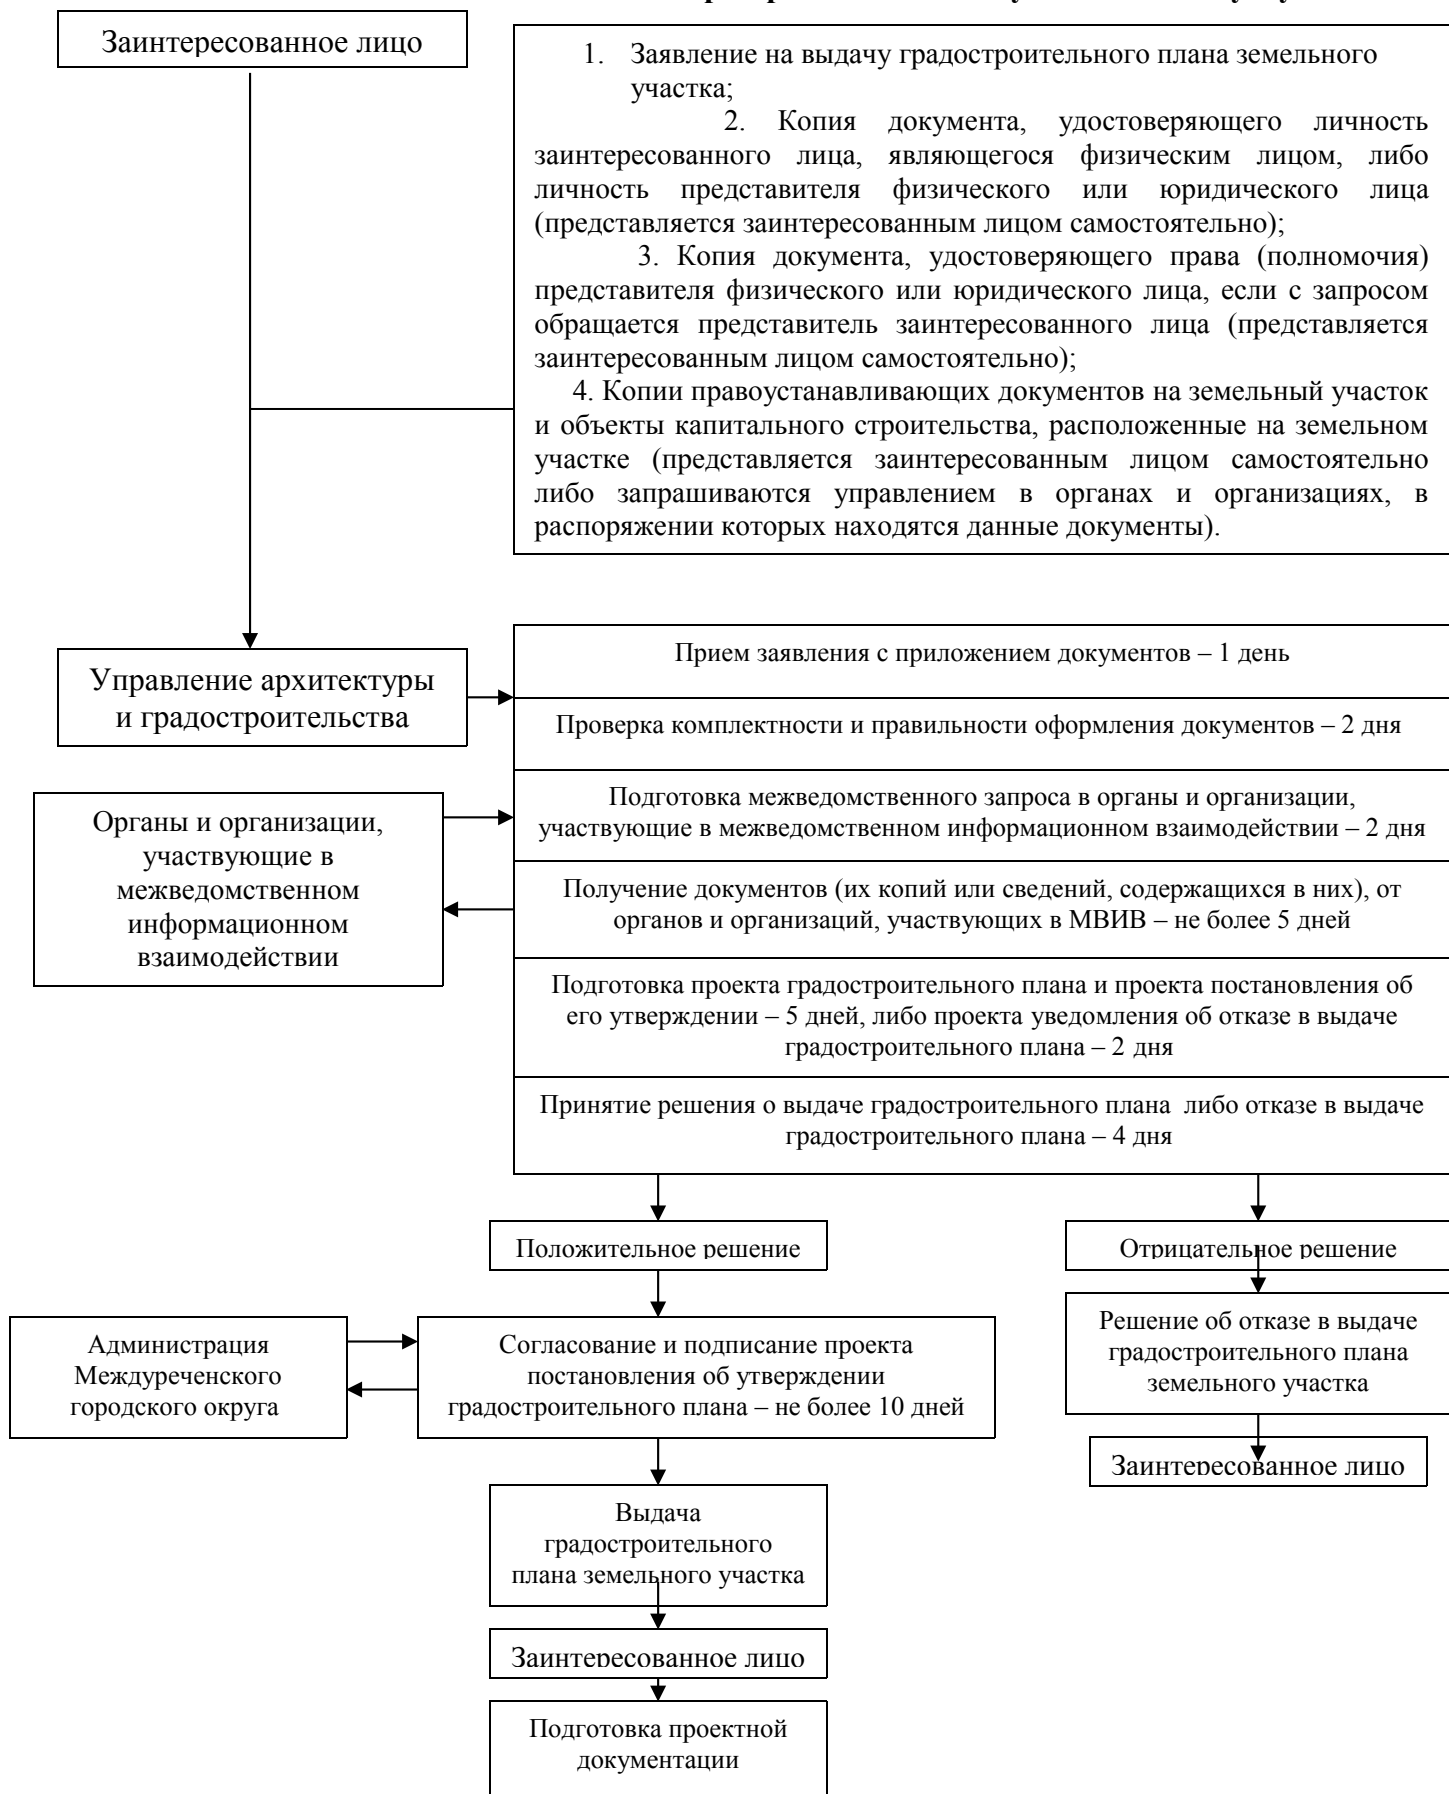 Заинтересованное лицо
1. Заявление на выдачу градостроительного плана земельного
участка;
2. Копия документа, удостоверяющего личность
заинтересованного лица, являющегося физическим лицом, либо
личность представителя физического или юридического лица
(представляется заинтересованным лицом самостоятельно);
3. Копия документа, удостоверяющего права (полномочия)
представителя физического или юридического лица, если с запросом
обращается представитель заинтересованного лица (представляется
заинтересованным лицом самостоятельно);
4. Копии правоустанавливающих документов на земельный участок
и объекты капитального строительства, расположенные на земельном
участке (представляется заинтересованным лицом самостоятельно
либо запрашиваются управлением в органах и организациях, в
распоряжении которых находятся данные документы).
Управление архитектуры
и градостроительства
Прием заявления с приложением документов – 1 день
Проверка комплектности и правильности оформления документов – 2 дня
Органы и организации,
участвующие в
межведомственном
информационном
взаимодействии
Подготовка межведомственного запроса в органы и организации,
участвующие в межведомственном информационном взаимодействии – 2 дня
Получение документов (их копий или сведений, содержащихся в них), от
органов и организаций, участвующих в МВИВ – не более 5 дней
Подготовка проекта градостроительного плана и проекта постановления об
его утверждении – 5 дней, либо проекта уведомления об отказе в выдаче
градостроительного плана – 2 дня
Принятие решения о выдаче градостроительного плана либо отказе в выдаче
градостроительного плана – 4 дня
Положительное решение
Отрицательное решение
Администрация
Междуреченского
городского округа
Согласование и подписание проекта
постановления об утверждении
градостроительного плана – не более 10 дней
Решение об отказе в выдаче
градостроительного плана
земельного участка
Заинтересованное лицо
Выдача
градостроительного
плана земельного участка
Заинтересованное лицо
Подготовка проектной
документации